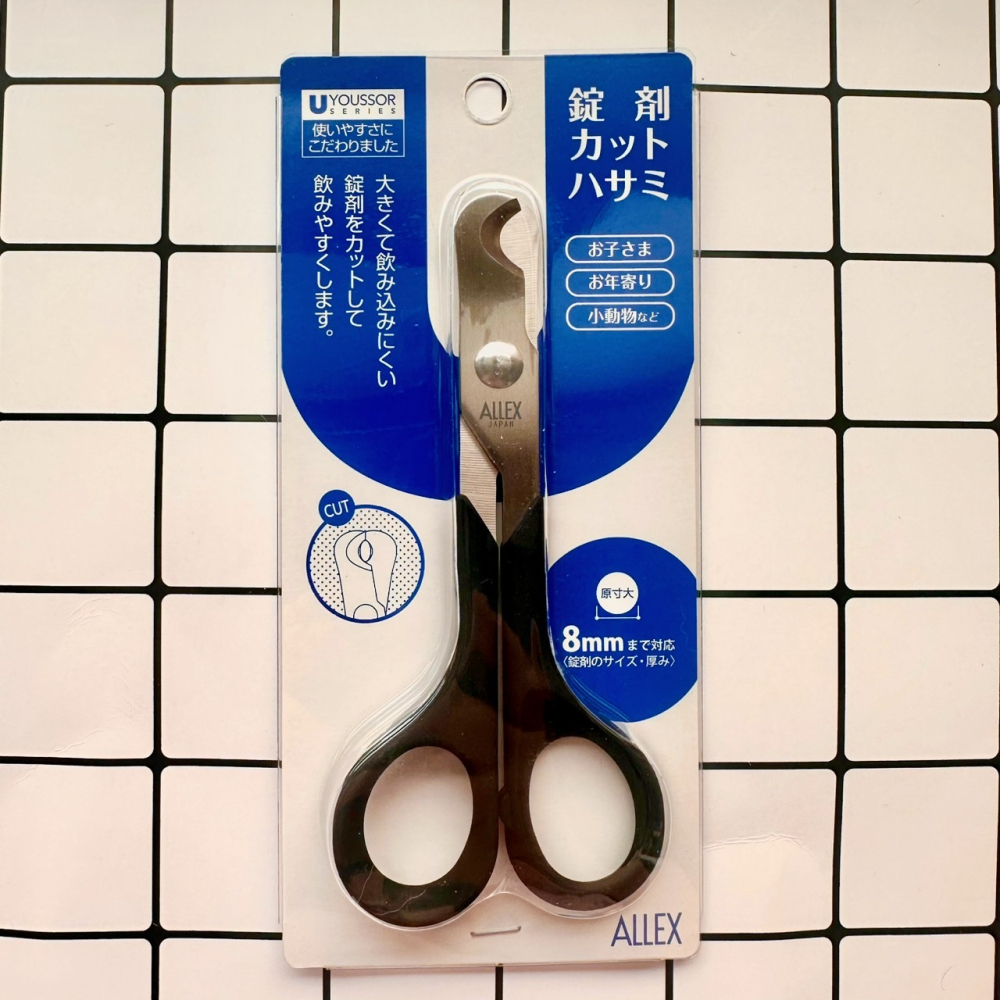 U YOUSSOR
SERIES
使いやすさに
こだわりました
大きくて飲み込みにくい
錠剤をカットして
飲みやすくします。
錠剤
カット
ハサミ
お子さま
お年寄り
小動物など
ALLEX
JAPAN
CUT
原寸大
8mmまで対応
〈錠剤のサイズ・厚み〉
ALLEX